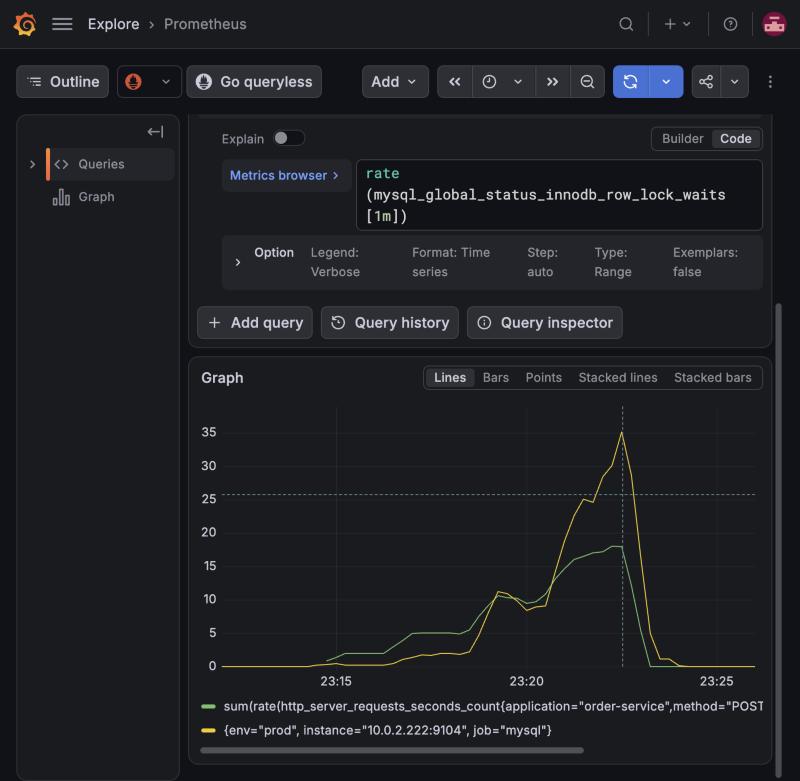 Explore › Prometheus
Outline
Go queryless
Add
Explain
Builder Code
Metrics browser ›
rate
(mysql_global_status_innodb_row_lock_waits
[1m])
Option Legend: Verbose Format: Time series Step: auto Type: Range Exemplars: false
Queries
Graph
+ Add query
Query history
Query inspector
Graph
Lines Bars Points Stacked lines Stacked bars
35
30
25
20
15
10
5
0
23:15 23:20 23:25
sum(rate(http_server_requests_seconds_count{application="order-service",method="POST
{env="prod", instance="10.0.2.222:9104", job="mysql"}